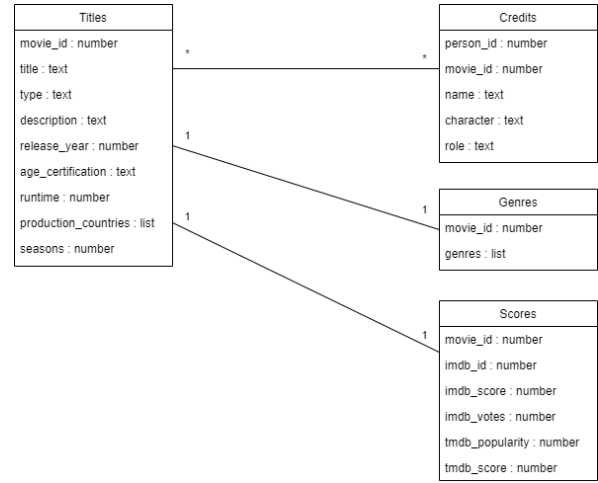 Titles
movie_id : number
title : text
type : text
description : text
release_year : number
age_certification : text
runtime : number
production_countries : list
seasons : number
*
*
1
1
1
1
Credits
person_id : number
movie_id : number
name : text
character : text
role : text
Genres
movie_id : number
genres : list
Scores
movie_id : number
imdb_id : number
imdb_score : number
imdb_votes : number
tmdb_popularity : number
tmdb_score : number